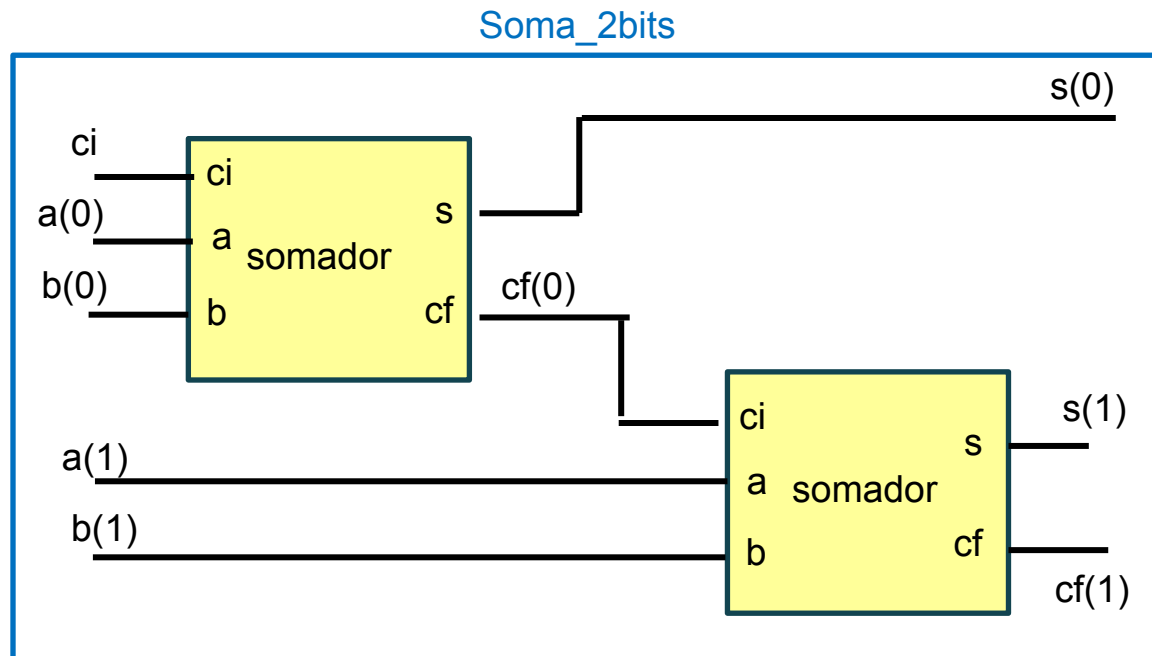 Soma_2bits
s(0)
ci
ci
a(0)
a
s
somador
b(0)
b
cf
cf(0)
ci
s(1)
s
a(1)
a
somador
b(1)
b
cf
cf(1)